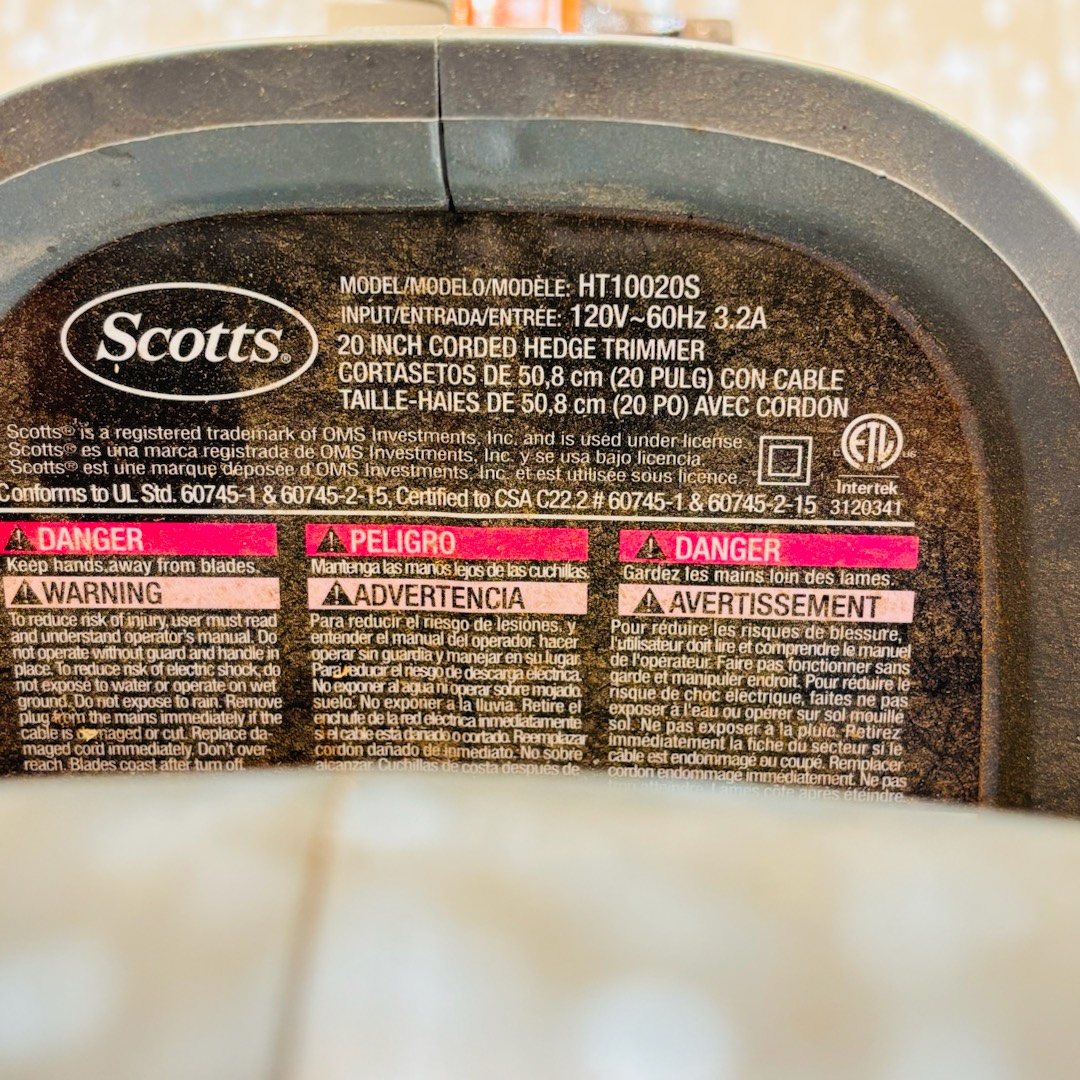 Scotts®
MODEL/MODELO/MODÈLE: HT10020S
INPUT/ENTRADA/ENTRÉE: 120V~60Hz 3.2A
20 INCH CORDED HEDGE TRIMMER
CORTASETOS DE 50,8 cm (20 PULG) CON CABLE
TAILLE-HAIES DE 50,8 cm (20 PO) AVEC CORDON
Scotts® is a registered trademark of OMS Investments, Inc. and is used under license
Scotts® es una marca registrada de OMS Investments, Inc. y se usa bajo licencia
Scotts® est une marque déposée d'OMS Investments, Inc. et est utilisée sous licence.
Conforms to UL Std. 60745-1 & 60745-2-15, Certified to CSA C22.2 # 60745-1 & 60745-2-15
ETL
Intertek
3120341
DANGER
Keep hands away from blades.
WARNING
To reduce risk of injury, user must read
and understand operator's manual. Do
not operate without guard and handle in
place. To reduce risk of electric shock, do
not expose to water or operate on wet
ground. Do not expose to rain. Remove
plug from the mains immediately if the
cable is damaged or cut. Replace da-
maged cord immediately. Don't over-
reach. Blades coast after turn off.
PELIGRO
Mantenga las manos lejos de las cuchillas.
ADVERTENCIA
Para reducir el riesgo de lesiones, y
entender el manual del operador. hacer
operar sin guardia y manejar en su lugar.
Para reducir el riesgo de descarga eléctrica.
No exponer al agua ni operar sobre mojado
suelo. No exponer a la lluvia. Retire el
enchufe de la red eléctrica inmediatamente
si el cable está dañado o cortado. Reemplazar
cordón dañado de inmediato. No sobre
alcanzar. Cuchillas de costa después de
DANGER
Gardez les mains loin des lames.
AVERTISSEMENT
Pour réduire les risques de blessure,
l'utilisateur doit lire et comprendre le manuel
de l'opérateur. Faire pas fonctionner sans
garde et manipuler endroit. Pour réduire le
risque de choc électrique, faites ne pas
exposer à l'eau ou opérer sur sol mouillé
sol. Ne pas exposer à la pluie. Retirez
immédiatement la fiche du secteur si le
câble est endommagé ou coupé. Remplacer
cordon endommagé immédiatement. Ne pas
Lames côte après éteindre